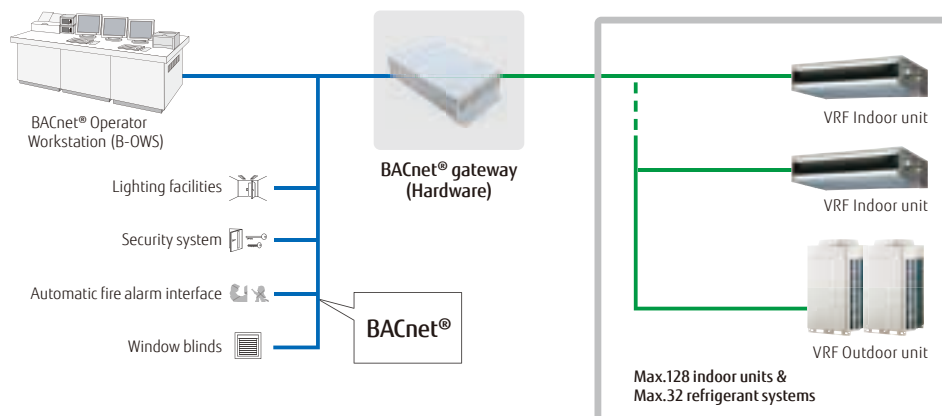 BACnet® Operator
Workstation (B-OWS)
Lighting facilities
Security system
Automatic fire alarm interface
Window blinds
BACnet®
BACnet® gateway
(Hardware)
VRF Indoor unit
VRF Indoor unit
VRF Outdoor unit
Max.128 indoor units &
Max.32 refrigerant systems